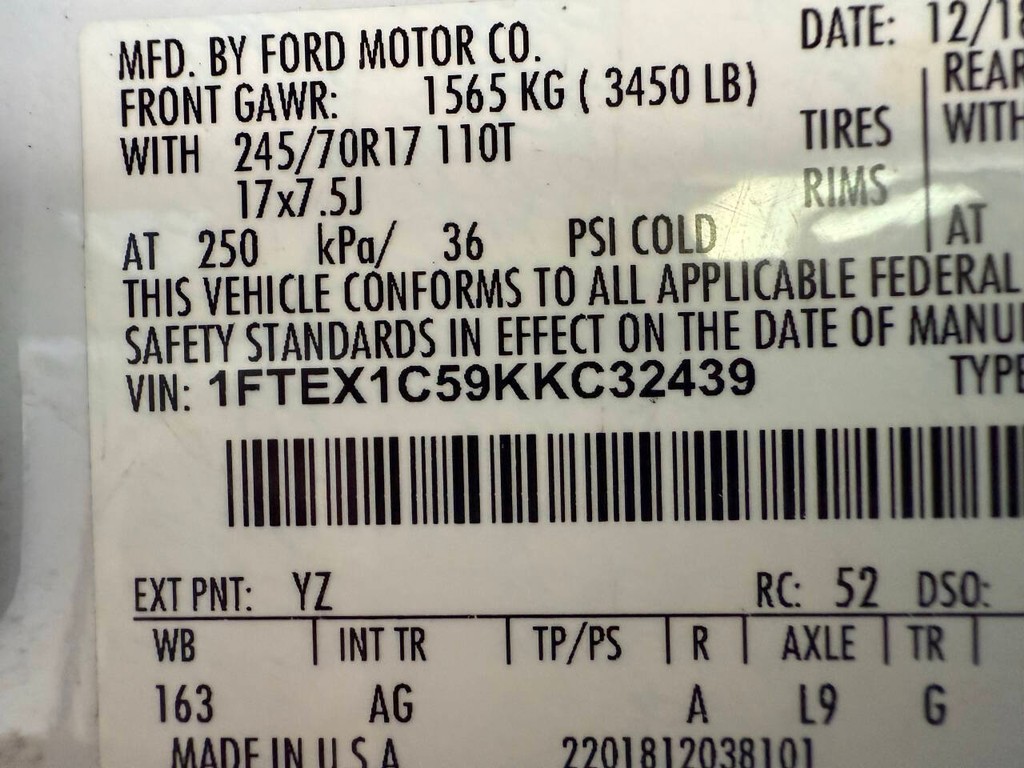 MFD. BY FORD MOTOR CO. DATE: 12/18
FRONT GAWR: 1565 KG ( 3450 LB) REAR
WITH 245/70R17 110T TIRES WITH
17x7.5J RIMS
AT 250 kPa/ 36 PSI COLD AT
THIS VEHICLE CONFORMS TO ALL APPLICABLE FEDERAL
SAFETY STANDARDS IN EFFECT ON THE DATE OF MANU
VIN: 1FTEX1C59KKC32439 TYPE
EXT PNT: YZ RC: 52 DSO:
WB | INT TR | TP/PS | R | AXLE | TR |
163 AG A L9 G
MADE IN U S A 2201812038101